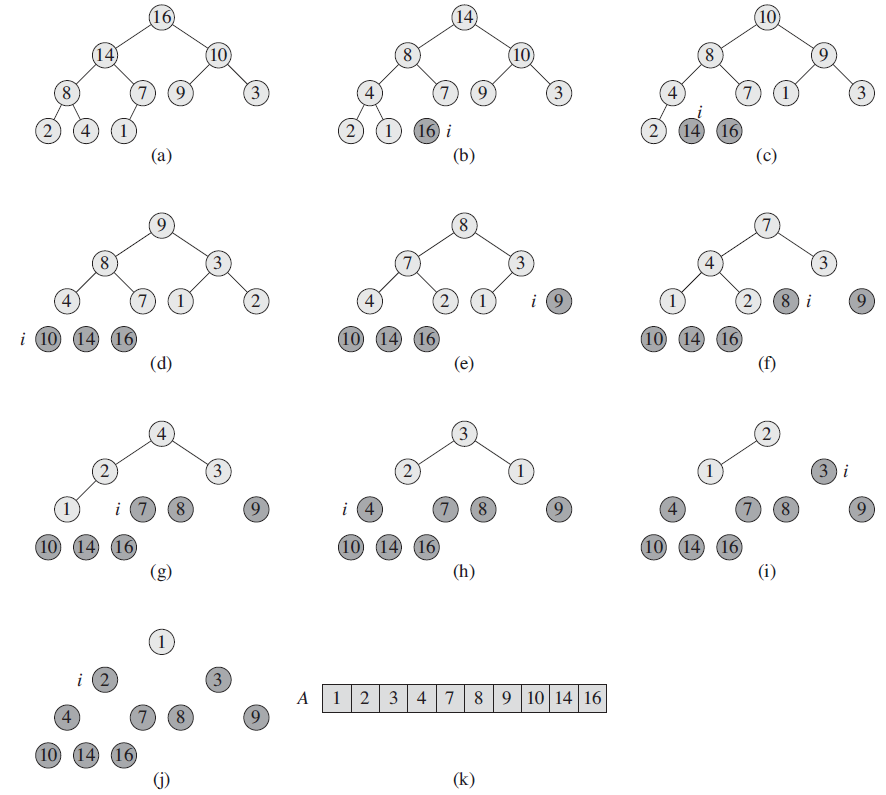 16 14 10
14 10 8 10 8 9
8 7 9 3 4 7 9 3 4 7 1 3
i
2 4 1 2 1 16 i 2 14 16
(a) (b) (c)
9 8 7
8 3 7 3 4 3
4 7 1 2 4 2 1 i 9 1 2 8 i 9
i 10 14 16 10 14 16 10 14 16
(d) (e) (f)
4 3 2
2 3 2 1 1 3 i
1 i 7 8 9 i 4 7 8 9 4 7 8 9
10 14 16 10 14 16 10 14 16
(g) (h) (i)
1
i 2 3
A 1 2 3 4 7 8 9 10 14 16
4 7 8 9
10 14 16
(j) (k)